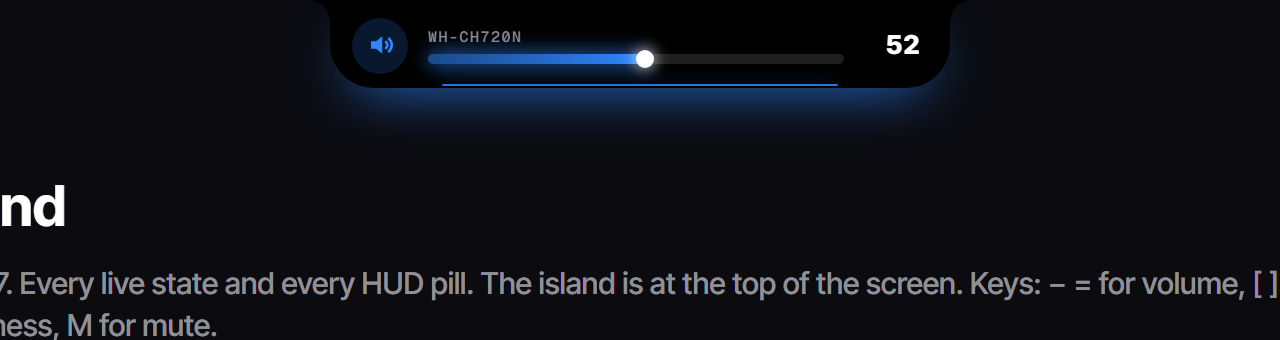 WH-CH720N
52
nd
7. Every live state and every HUD pill. The island is at the top of the screen. Keys: – = for volume, [ ]
ness, M for mute.